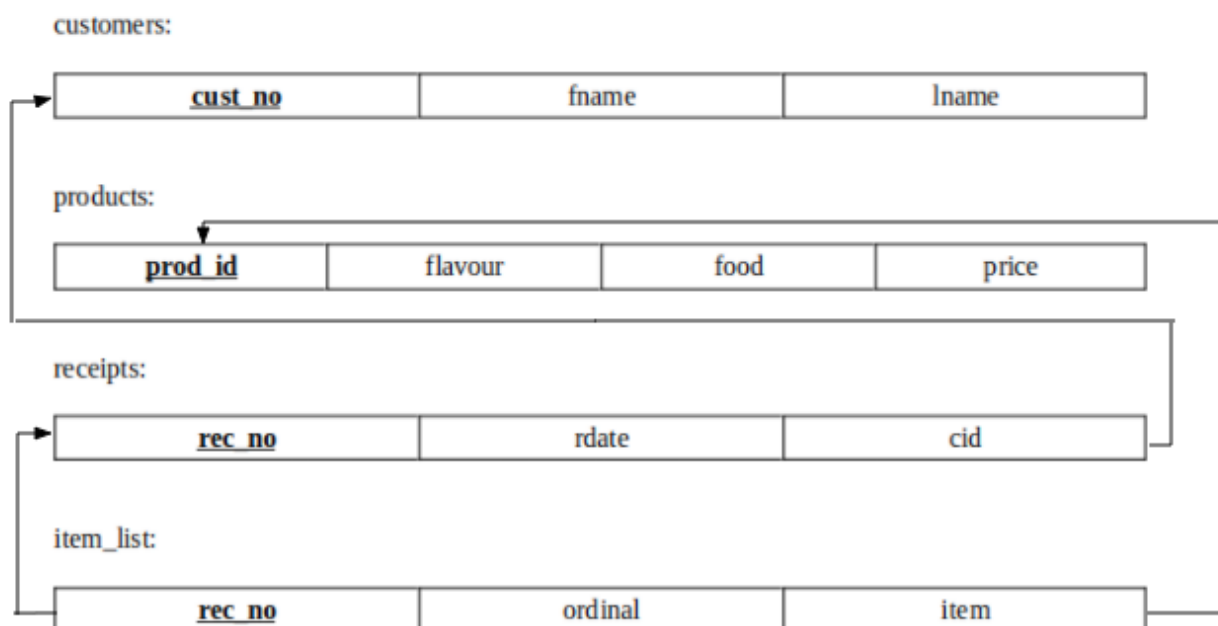 customers:
cust_no fname lname
products:
prod_id flavour food price
receipts:
rec_no rdate cid
item_list:
rec_no ordinal item